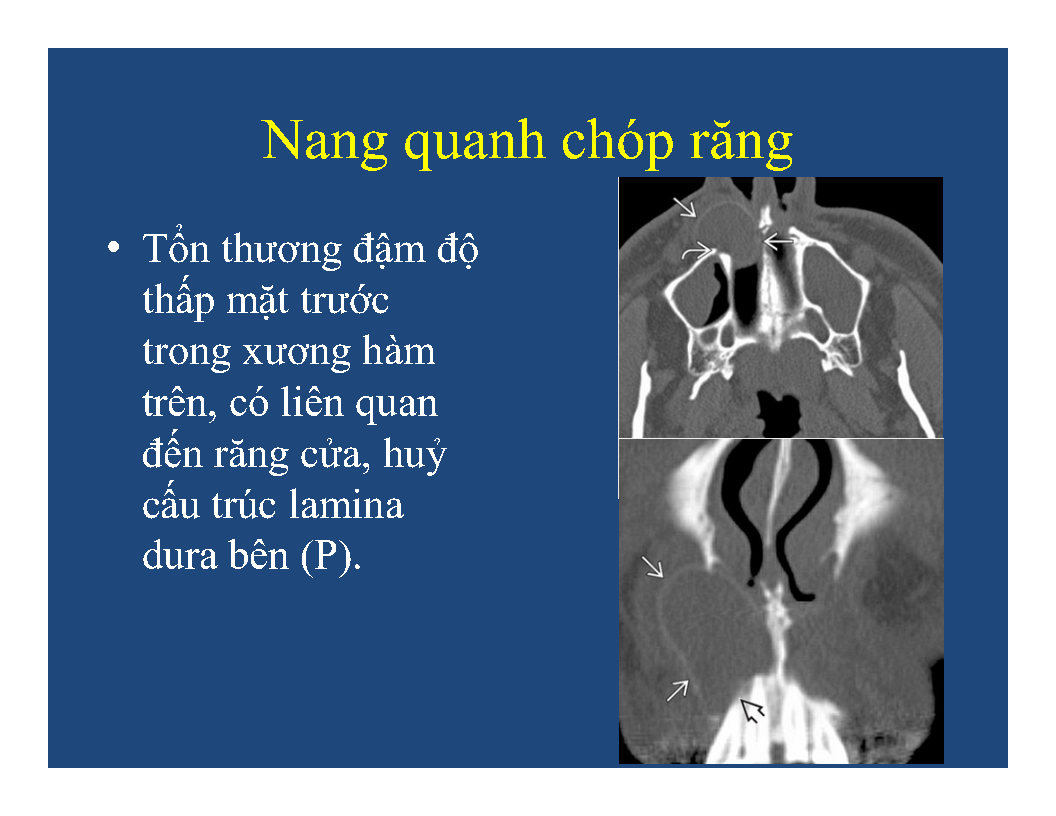 Nang quanh chóp răng
• Tổn thương đậm độ
thấp mặt trước
trong xương hàm
trên, có liên quan
đến răng cửa, huỷ
cấu trúc lamina
dura bên (P).